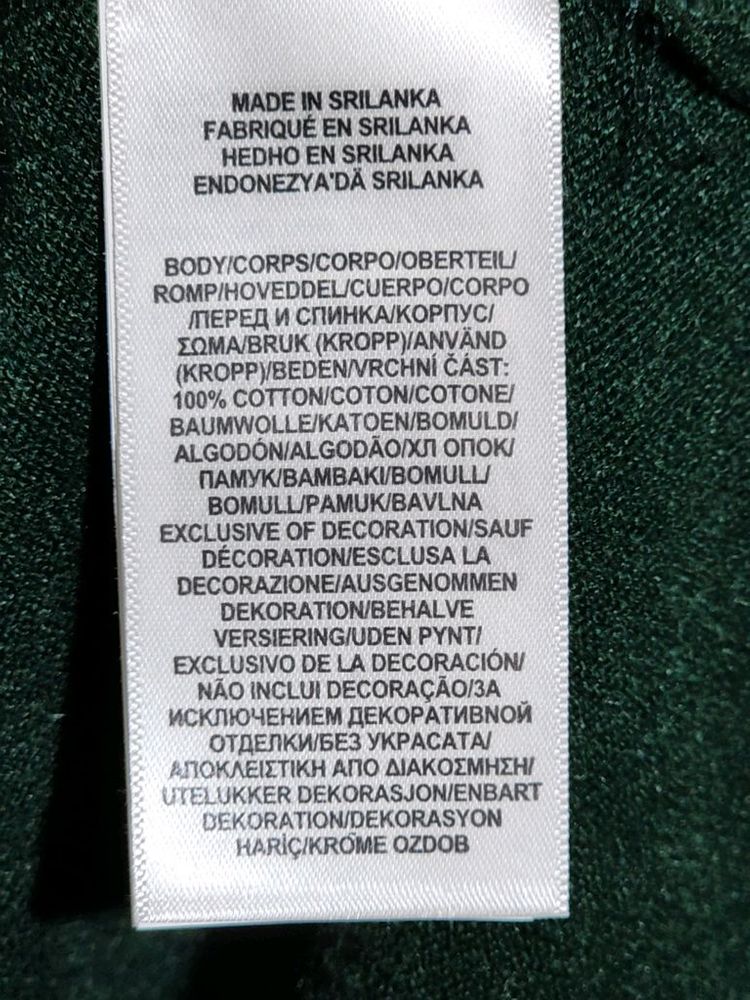 MADE IN SRILANKA
FABRIQUÉ EN SRILANKA
HEDHO EN SRILANKA
ENDONEZYA'DÄ SRILANKA
BODY/CORPS/CORPO/OBERTEIL/
ROMP/HOVEDDEL/CUERPO/CORPO
/ПЕРЕД И СПИНКА/КОРПУС/
ΣΩΜΑ/BRUK (KROPP)/ANVÄND
(KROPP)/BEDEN/VRCHNÍ ČÁST:
100% COTTON/COTON/COTONE/
BAUMWOLLE/KATOEN/BOMULD/
ALGODÓN/ALGODÃO/ХЛ ОПОК/
ПАМУК/BAMBAKI/BOMULL/
BOMULL/PAMUK/BAVLNA
EXCLUSIVE OF DECORATION/SAUF
DÉCORATION/ESCLUSA LA
DECORAZIONE/AUSGENOMMEN
DEKORATION/BEHALVE
VERSIERING/UDEN PYNT/
EXCLUSIVO DE LA DECORACIÓN/
NÃO INCLUI DECORAÇÃO/ЗА
ИСКЛЮЧЕНИЕМ ДЕКОРАТИВНОЙ
ОТДЕЛКИ/БЕЗ УКРАСАТА/
ΑΠΟΚΛΕΙΣΤΙΚΗ ΑΠΟ ΔΙΑΚΟΣΜΗΣΗ/
UTELUKKER DEKORASJON/ENBART
DEKORATION/DEKORASYON
HARİÇ/KROṀE OZDOB